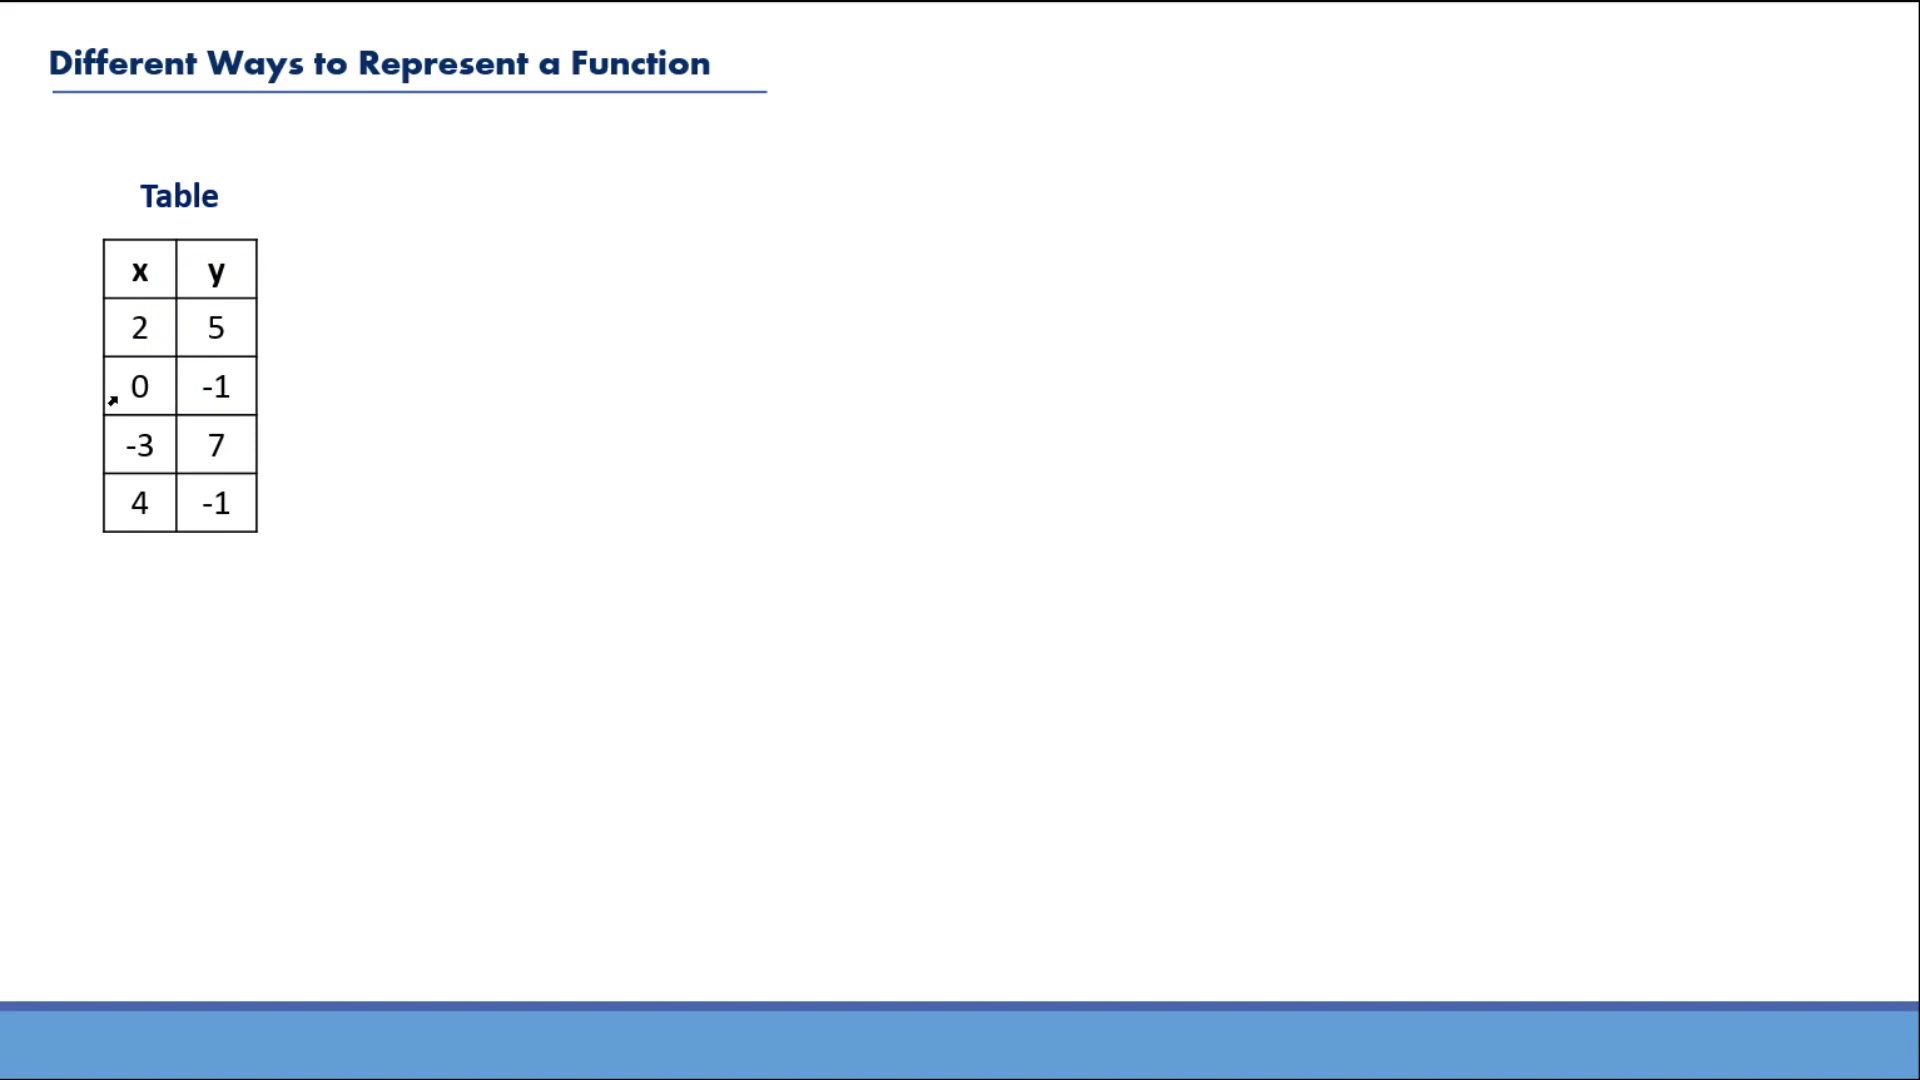 Different Ways to Represent a Function
Table
x y
2 5
0 -1
-3 7
4 -1